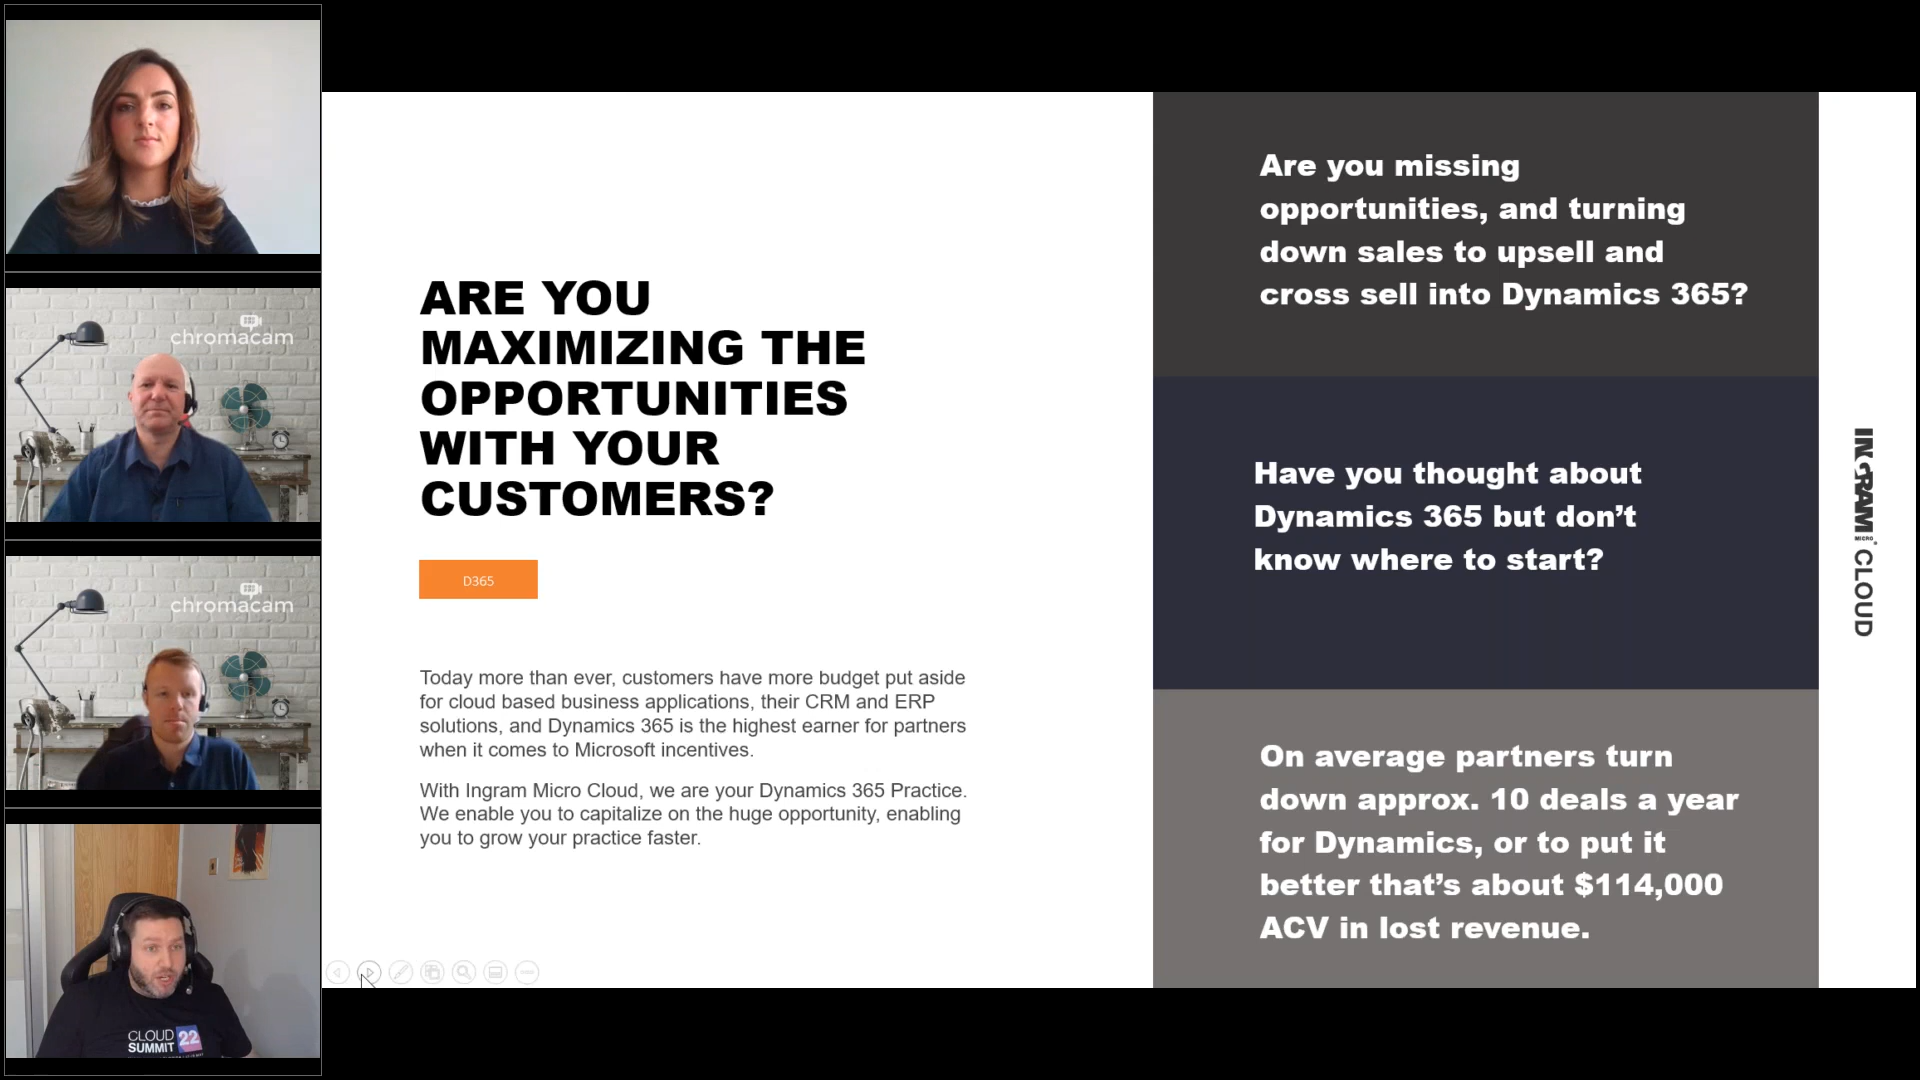 chromacam
chromacam
CLOUD 22
SUMMIT
ARE YOU
MAXIMIZING THE
OPPORTUNITIES
WITH YOUR
CUSTOMERS?
D365
Today more than ever, customers have more budget put aside
for cloud based business applications, their CRM and ERP
solutions, and Dynamics 365 is the highest earner for partners
when it comes to Microsoft incentives.
With Ingram Micro Cloud, we are your Dynamics 365 Practice.
We enable you to capitalize on the huge opportunity, enabling
you to grow your practice faster.
Are you missing
opportunities, and turning
down sales to upsell and
cross sell into Dynamics 365?
Have you thought about
Dynamics 365 but don’t
know where to start?
On average partners turn
down approx. 10 deals a year
for Dynamics, or to put it
better that’s about $114,000
ACV in lost revenue.
INGRAM MICRO® CLOUD